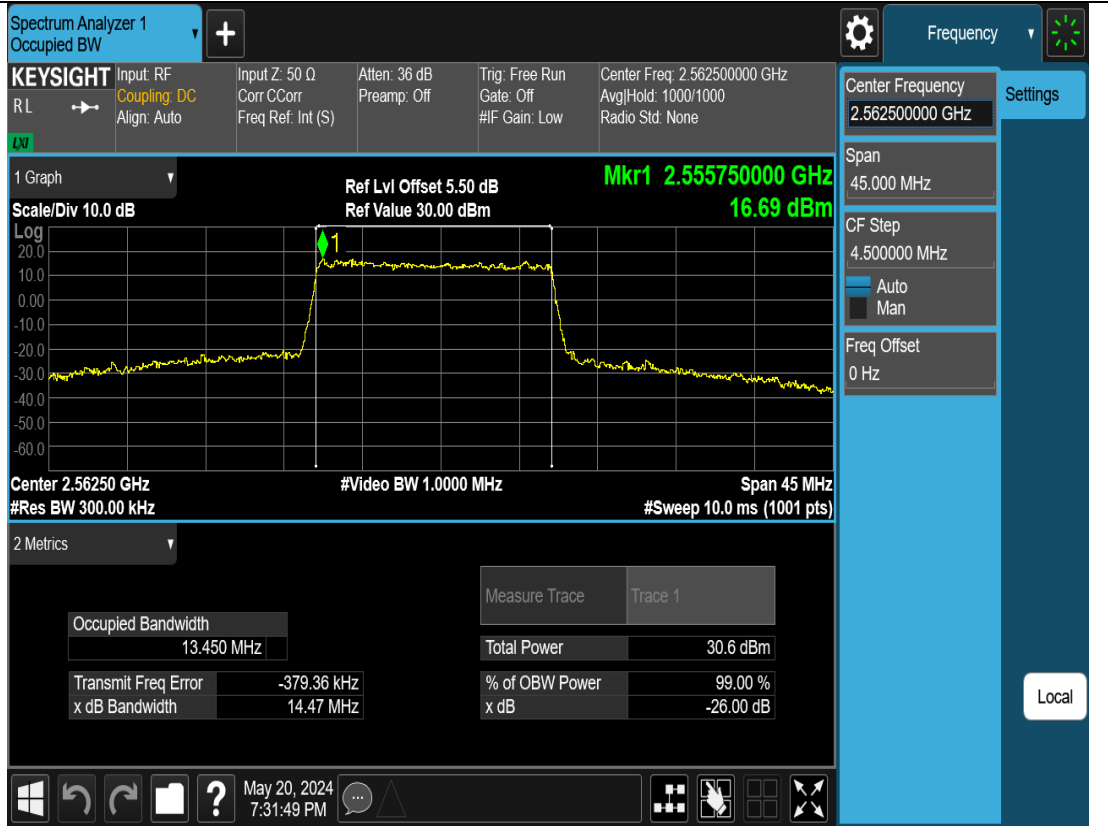 Spectrum Analyzer 1
Occupied BW
+
Frequency
KEYSIGHT
RL
LXI
Input: RF
Coupling: DC
Align: Auto
Input Z: 50 Ω
Corr CCorr
Freq Ref: Int (S)
Atten: 36 dB
Preamp: Off
Trig: Free Run
Gate: Off
#IF Gain: Low
Center Freq: 2.562500000 GHz
Avg|Hold: 1000/1000
Radio Std: None
Center Frequency
2.562500000 GHz
Settings
Span
45.000 MHz
CF Step
4.500000 MHz
Auto
Man
Freq Offset
0 Hz
Local
1 Graph
Scale/Div 10.0 dB
Ref Lvl Offset 5.50 dB
Ref Value 30.00 dBm
Mkr1 2.555750000 GHz
16.69 dBm
Log
1
20.0
10.0
0.00
-10.0
-20.0
-30.0
-40.0
-50.0
-60.0
Center 2.56250 GHz
#Video BW 1.0000 MHz
Span 45 MHz
#Res BW 300.00 kHz
#Sweep 10.0 ms (1001 pts)
2 Metrics
Measure Trace
Trace 1
Occupied Bandwidth
13.450 MHz
Total Power
30.6 dBm
Transmit Freq Error
-379.36 kHz
% of OBW Power
99.00 %
x dB Bandwidth
14.47 MHz
x dB
-26.00 dB
?
May 20, 2024
7:31:49 PM